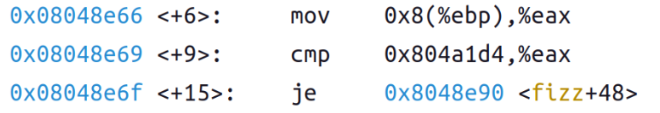 0x08048e66 <+6>: mov 0x8(%ebp),%eax
0x08048e69 <+9>: cmp 0x804a1d4,%eax
0x08048e6f <+15>: je 0x8048e90 <fizz+48>